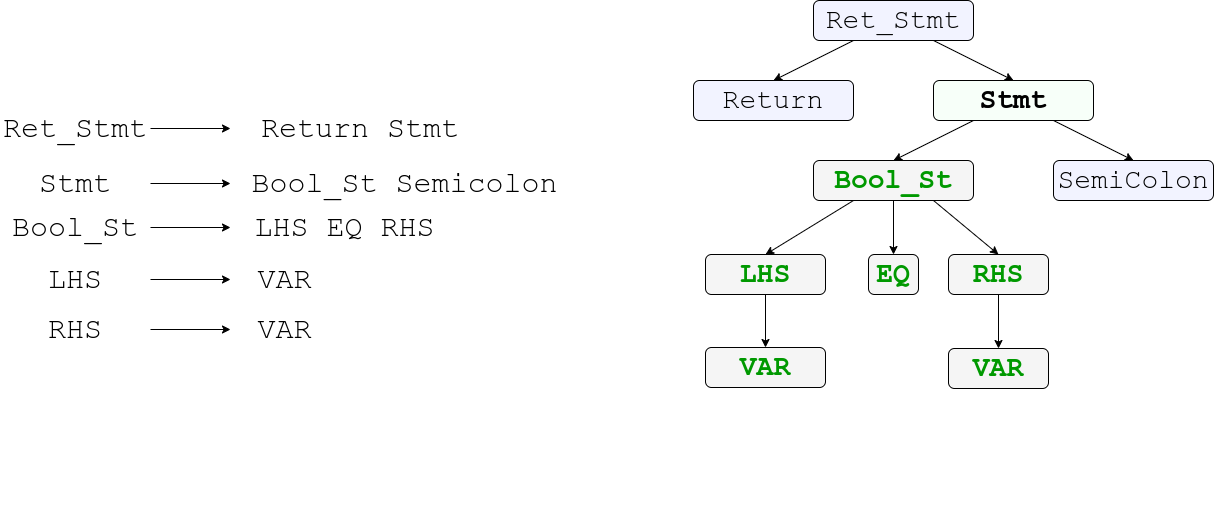 Ret_Stmt Return Stmt
Stmt Bool_St Semicolon
Bool_St LHS EQ RHS
LHS VAR
RHS VAR
Ret_Stmt
Return Stmt
Bool_St SemiColon
LHS EQ RHS
VAR VAR